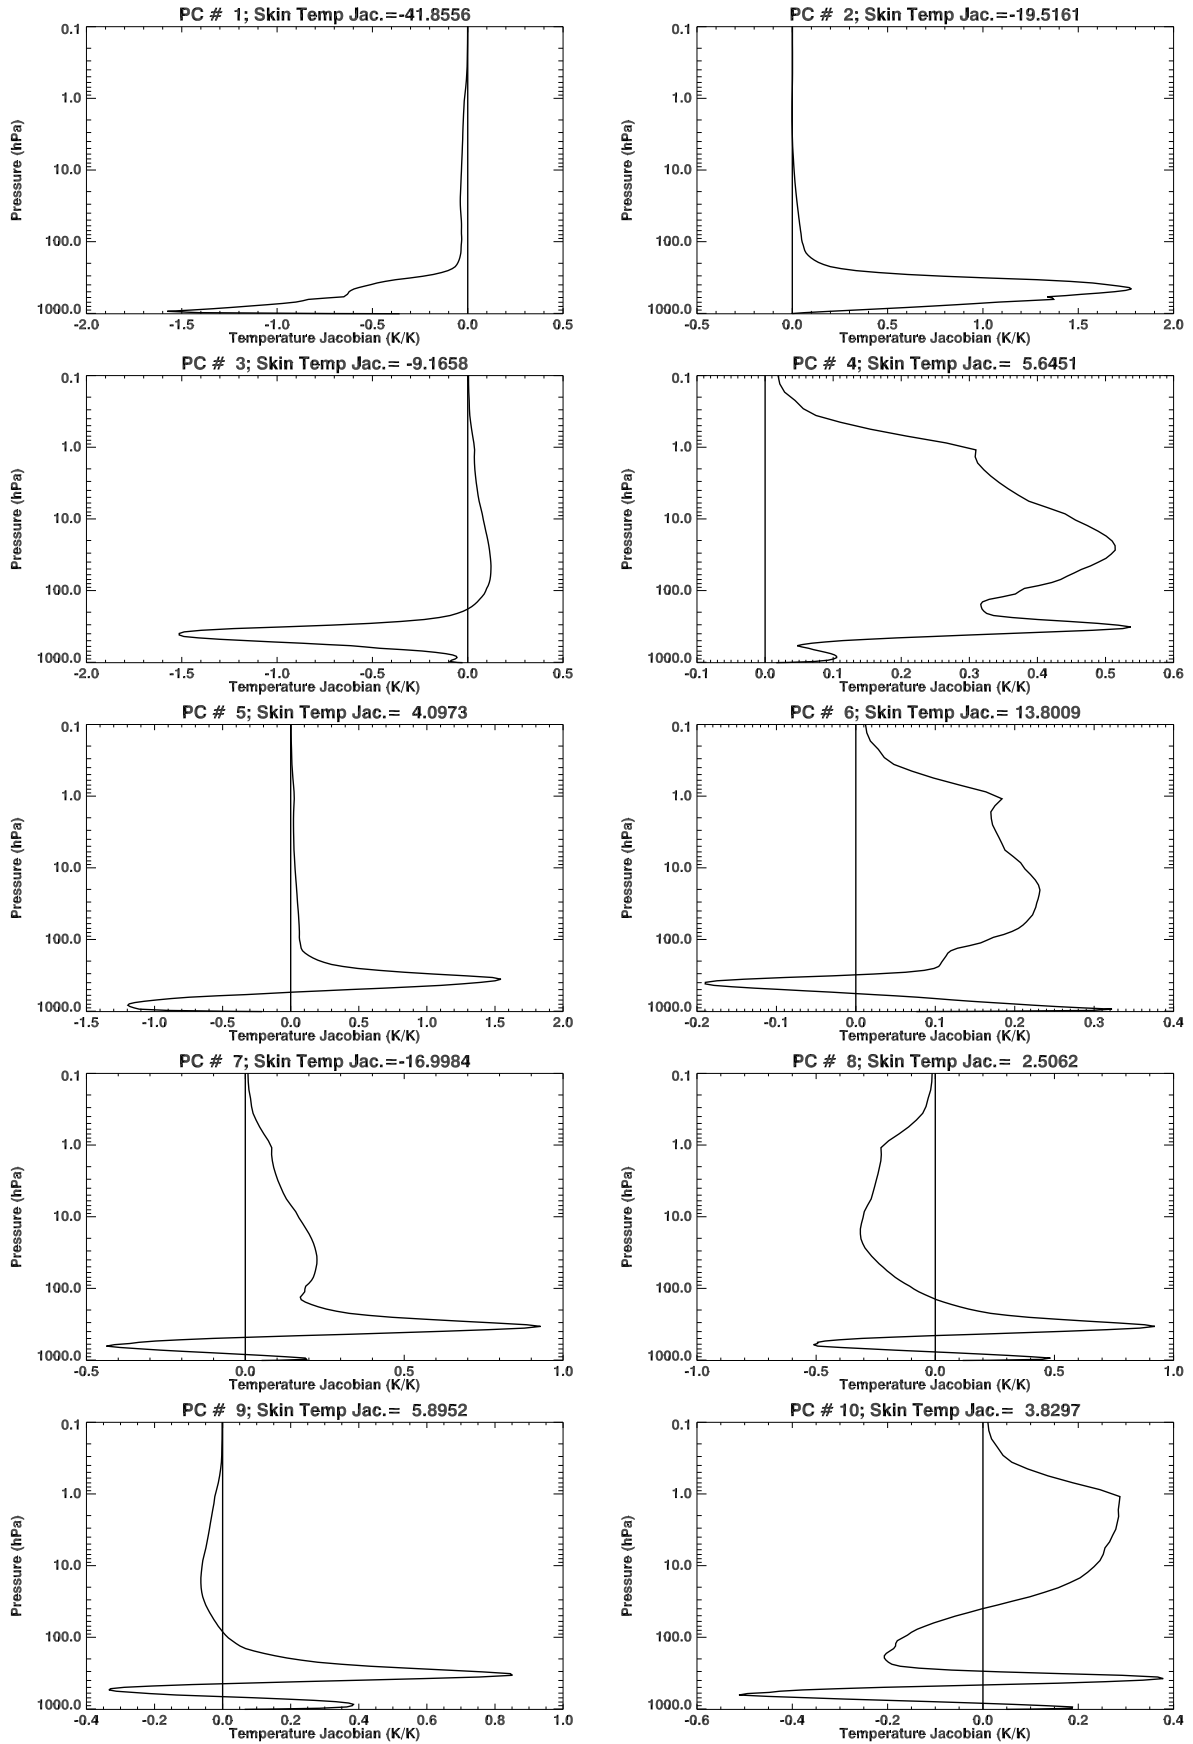 PC # 1; Skin Temp Jac.=-41.8556
0.1
1.0
10.0
100.0
1000.0
Pressure (hPa)
-2.0 -1.5 -1.0 -0.5 0.0 0.5
Temperature Jacobian (K/K)
PC # 2; Skin Temp Jac.=-19.5161
0.1
1.0
10.0
100.0
1000.0
Pressure (hPa)
-0.5 0.0 0.5 1.0 1.5 2.0
Temperature Jacobian (K/K)
PC # 3; Skin Temp Jac.= -9.1658
0.1
1.0
10.0
100.0
1000.0
Pressure (hPa)
-2.0 -1.5 -1.0 -0.5 0.0 0.5
Temperature Jacobian (K/K)
PC # 4; Skin Temp Jac.= 5.6451
0.1
1.0
10.0
100.0
1000.0
Pressure (hPa)
-0.1 0.0 0.1 0.2 0.3 0.4 0.5 0.6
Temperature Jacobian (K/K)
PC # 5; Skin Temp Jac.= 4.0973
0.1
1.0
10.0
100.0
1000.0
Pressure (hPa)
-1.5 -1.0 -0.5 0.0 0.5 1.0 1.5 2.0
Temperature Jacobian (K/K)
PC # 6; Skin Temp Jac.= 13.8009
0.1
1.0
10.0
100.0
1000.0
Pressure (hPa)
-0.2 -0.1 0.0 0.1 0.2 0.3 0.4
Temperature Jacobian (K/K)
PC # 7; Skin Temp Jac.=-16.9984
0.1
1.0
10.0
100.0
1000.0
Pressure (hPa)
-0.5 0.0 0.5 1.0
Temperature Jacobian (K/K)
PC # 8; Skin Temp Jac.= 2.5062
0.1
1.0
10.0
100.0
1000.0
Pressure (hPa)
-1.0 -0.5 0.0 0.5 1.0
Temperature Jacobian (K/K)
PC # 9; Skin Temp Jac.= 5.8952
0.1
1.0
10.0
100.0
1000.0
Pressure (hPa)
-0.4 -0.2 0.0 0.2 0.4 0.6 0.8 1.0
Temperature Jacobian (K/K)
PC # 10; Skin Temp Jac.= 3.8297
0.1
1.0
10.0
100.0
1000.0
Pressure (hPa)
-0.6 -0.4 -0.2 0.0 0.2 0.4
Temperature Jacobian (K/K)